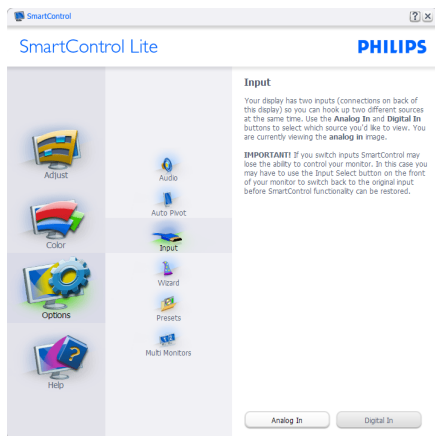 SmartControl
? x
SmartControl Lite
PHILIPS
Adjust
Color
Options
Help
Audio
Auto Pivot
Input
Wizard
Presets
Multi Monitors
Input
Your display has two inputs (connections on back of
this display) so you can hook up two different sources
at the same time. Use the Analog In and Digital In
buttons to select which source you'd like to view. You
are currently viewing the analog in image.
IMPORTANT! If you switch inputs SmartControl may
lose the ability to control your monitor. In this case you
may have to use the Input Select button on the front
of your monitor to switch back to the original input
before SmartControl functionality can be restored.
Analog In
Digital In